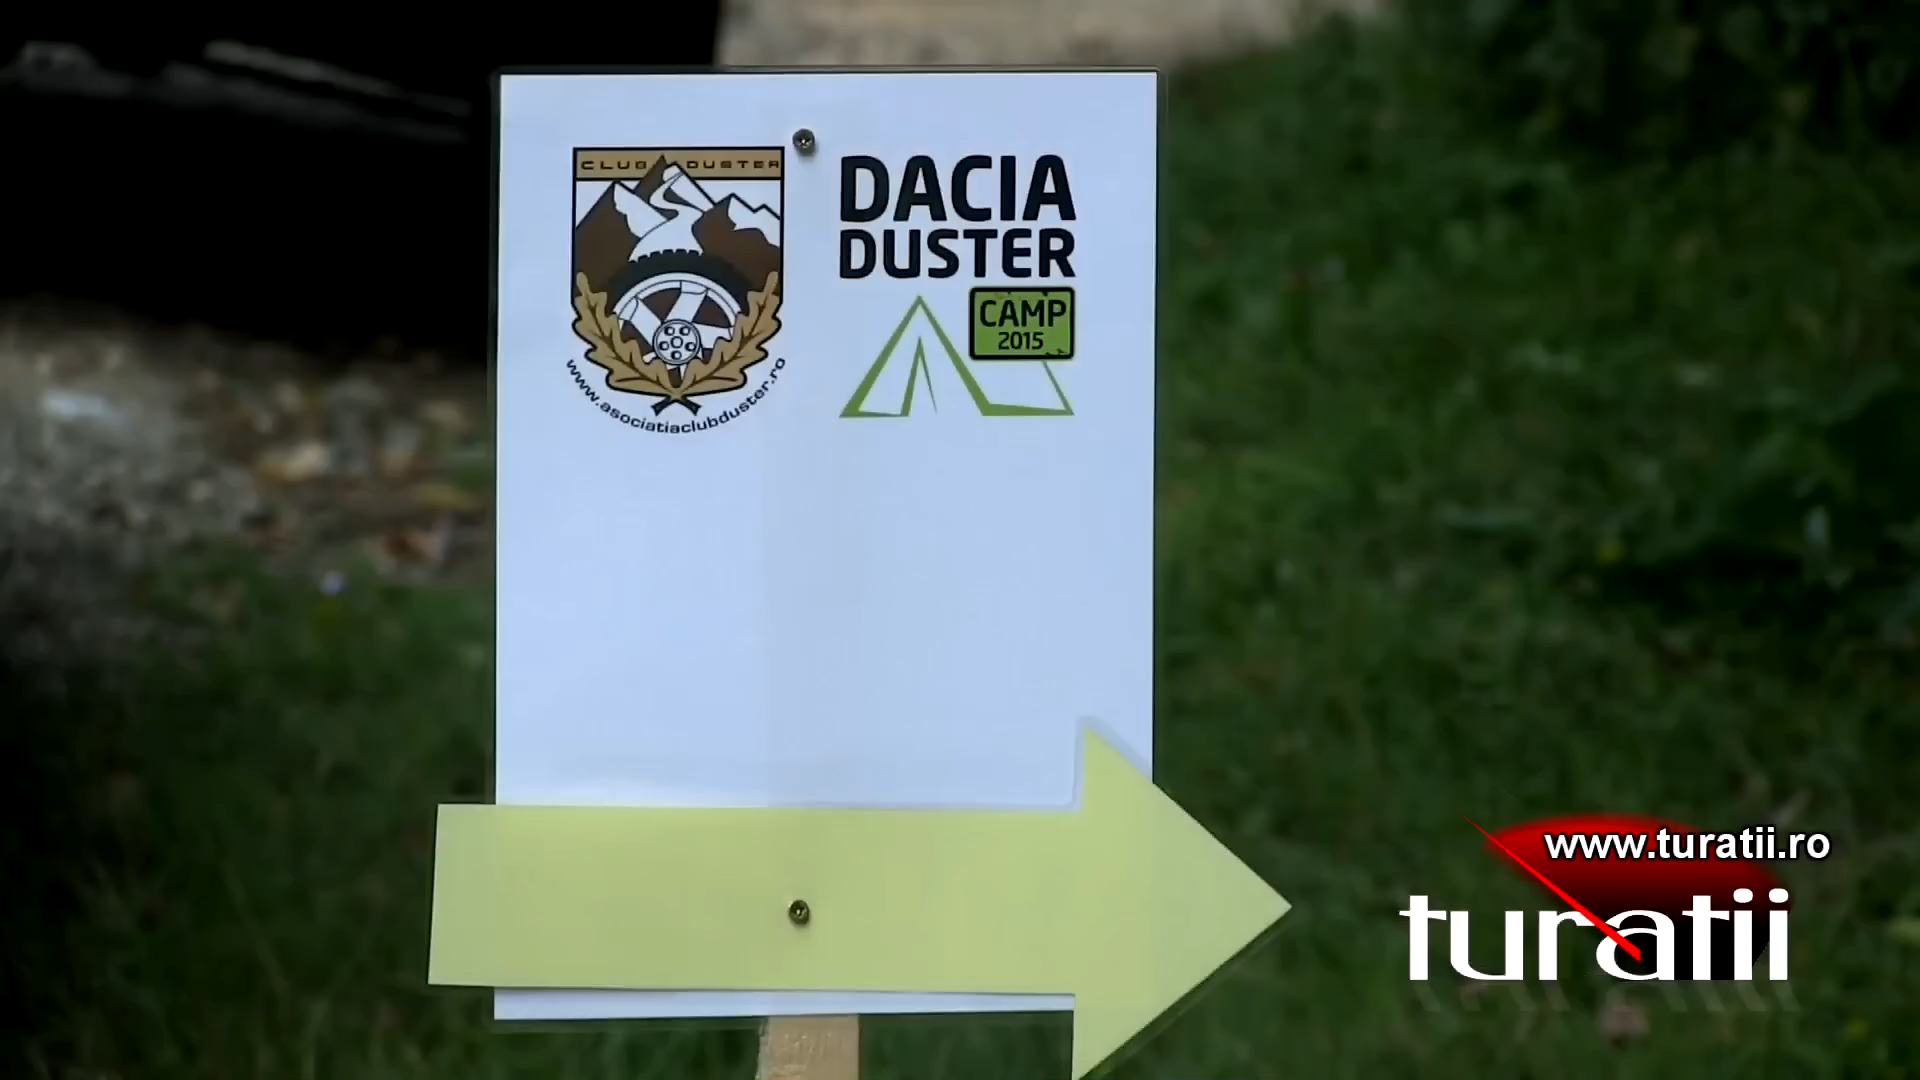 CLUB DUSTER
www.asociatiaclubduster.ro
DACIA
DUSTER
CAMP
2015
www.turatii.ro
turatii